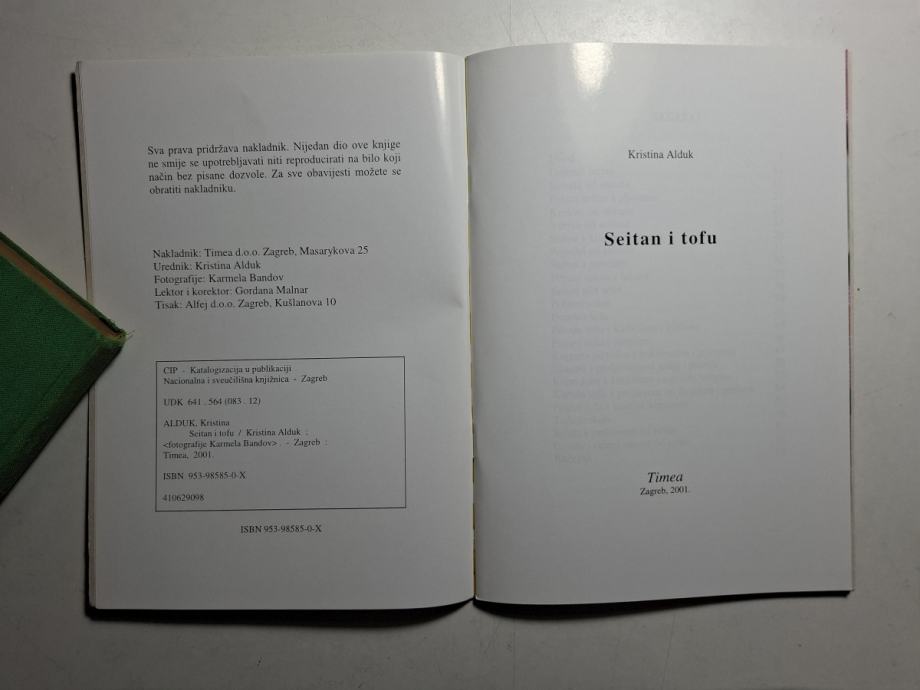 Sva prava pridržava nakladnik. Nijedan dio ove knjige
ne smije se upotrebljavati niti reproducirati na bilo koji
način bez pisane dozvole. Za sve obavijesti možete se
obratiti nakladniku.
Nakladnik: Timea d.o.o. Zagreb, Masarykova 25
Urednik: Kristina Alduk
Fotografije: Karmela Bandov
Lektor i korektor: Gordana Malnar
Tisak: Alfej d.o.o. Zagreb, Kušlanova 10
CIP - Katalogizacija u publikaciji
Nacionalna i sveučilišna knjižnica - Zagreb
UDK 641 . 564 (083 . 12)
ALDUK, Kristina
Seitan i tofu / Kristina Alduk ;
<fotografije Karmela Bandov> . - Zagreb :
Timea, 2001.
ISBN 953-98585-0-X
410629098
ISBN 953-98585-0-X
Kristina Alduk
Seitan i tofu
Timea
Zagreb, 2001.